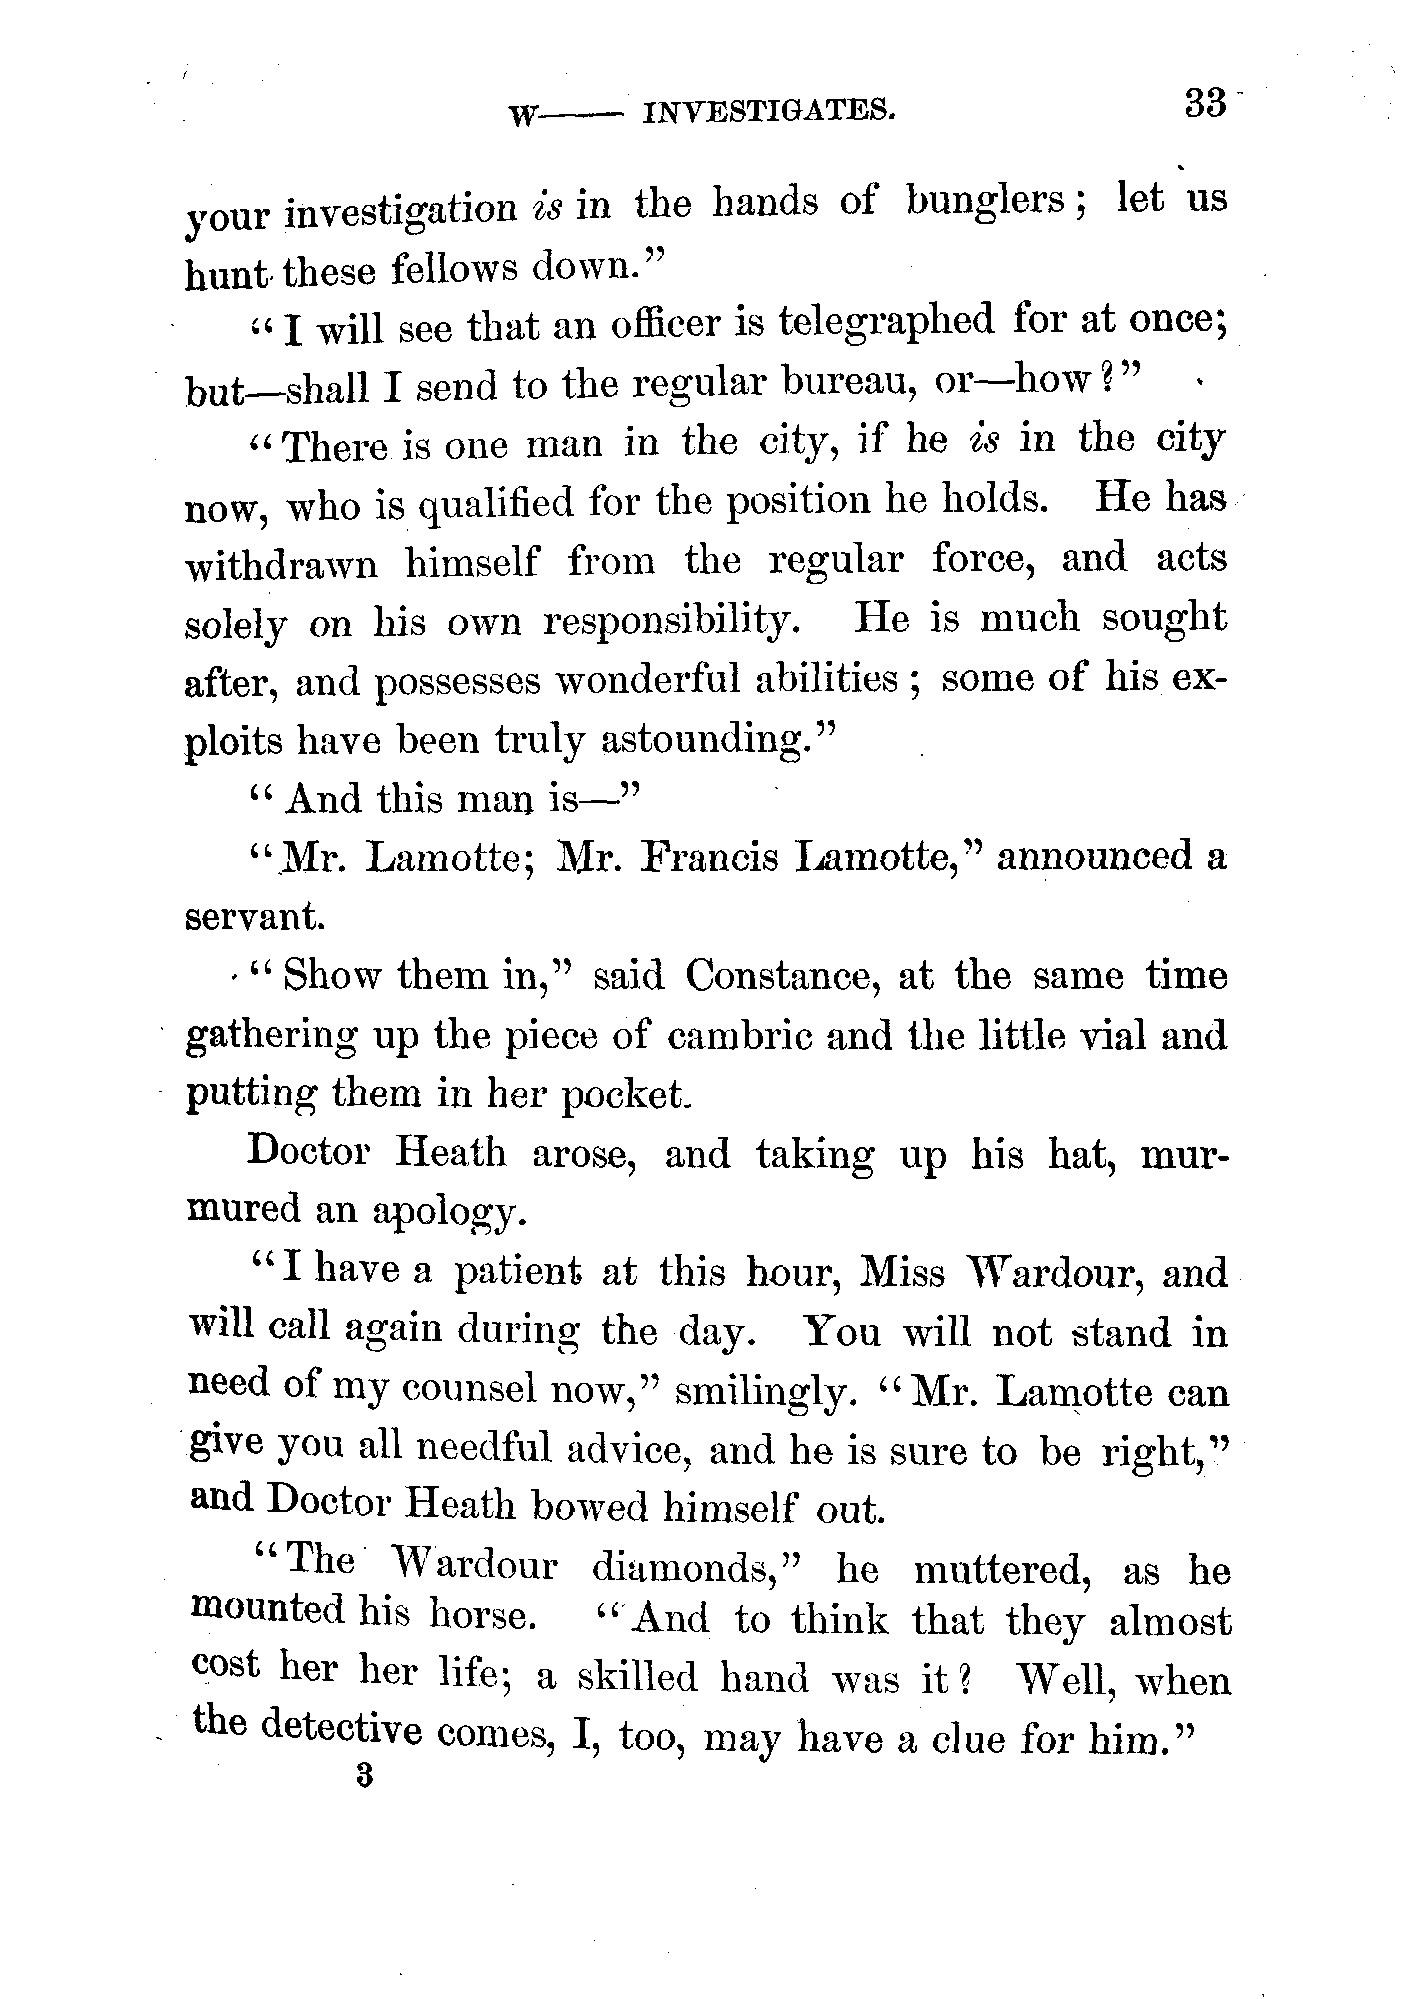 W—— INVESTIGATES. 33
your investigation is in the hands of bunglers; let us
hunt these fellows down."
"I will see that an officer is telegraphed for at once;
but—shall I send to the regular bureau, or—how?"
"There is one man in the city, if he is in the city
now, who is qualified for the position he holds. He has
withdrawn himself from the regular force, and acts
solely on his own responsibility. He is much sought
after, and possesses wonderful abilities; some of his ex-
ploits have been truly astounding."
"And this man is—"
"Mr. Lamotte; Mr. Francis Lamotte," announced a
servant.
"Show them in," said Constance, at the same time
gathering up the piece of cambric and the little vial and
putting them in her pocket.
Doctor Heath arose, and taking up his hat, mur-
mured an apology.
"I have a patient at this hour, Miss Wardour, and
will call again during the day. You will not stand in
need of my counsel now," smilingly. "Mr. Lamotte can
give you all needful advice, and he is sure to be right,"
and Doctor Heath bowed himself out.
"The Wardour diamonds," he muttered, as he
mounted his horse. "And to think that they almost
cost her her life; a skilled hand was it? Well, when
the detective comes, I, too, may have a clue for him."
3